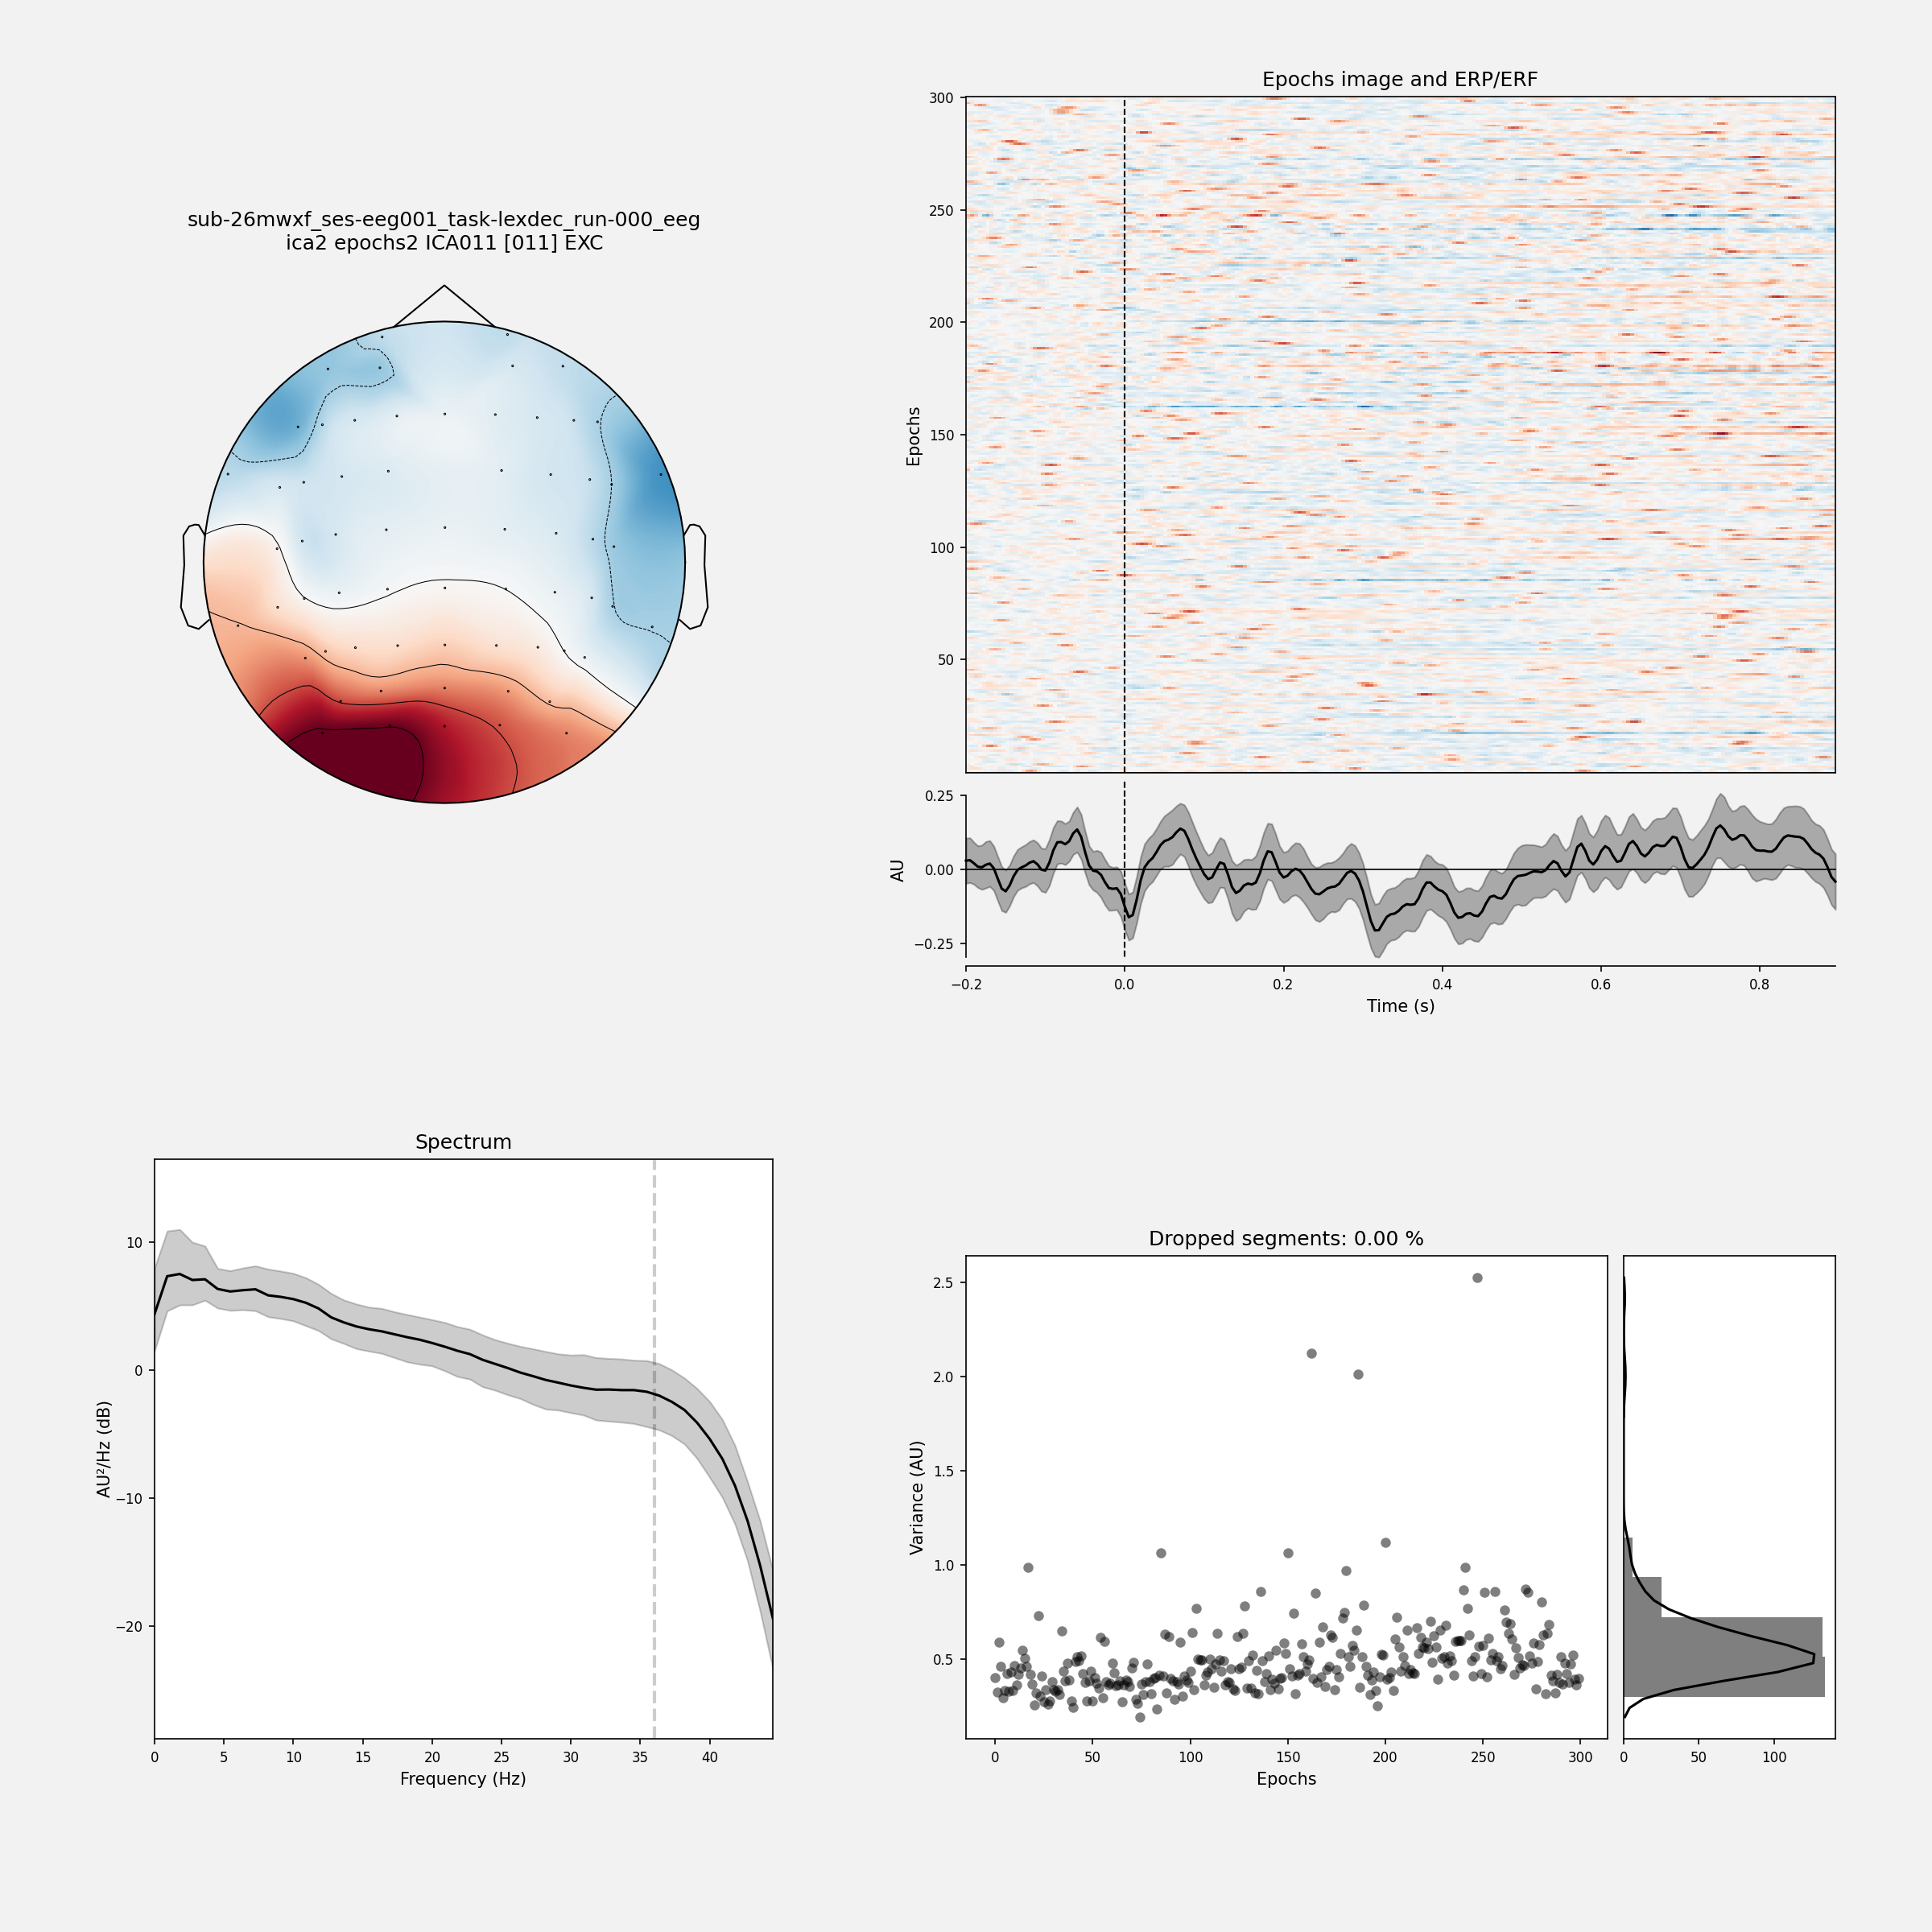 sub-26mwxf_ses-eeg001_task-lexdec_run-000_eeg
ica2 epochs2 ICA011 [011] EXC
Epochs image and ERP/ERF
300
250
200
150
100
50
Epochs
0.25
0.00
−0.25
AU
−0.2 0.0 0.2 0.4 0.6 0.8
Time (s)
Spectrum
10
0
−10
−20
AU²/Hz (dB)
0 5 10 15 20 25 30 35 40
Frequency (Hz)
Dropped segments: 0.00 %
2.5
2.0
1.5
1.0
0.5
Variance (AU)
0 50 100 150 200 250 300
Epochs
0 50 100